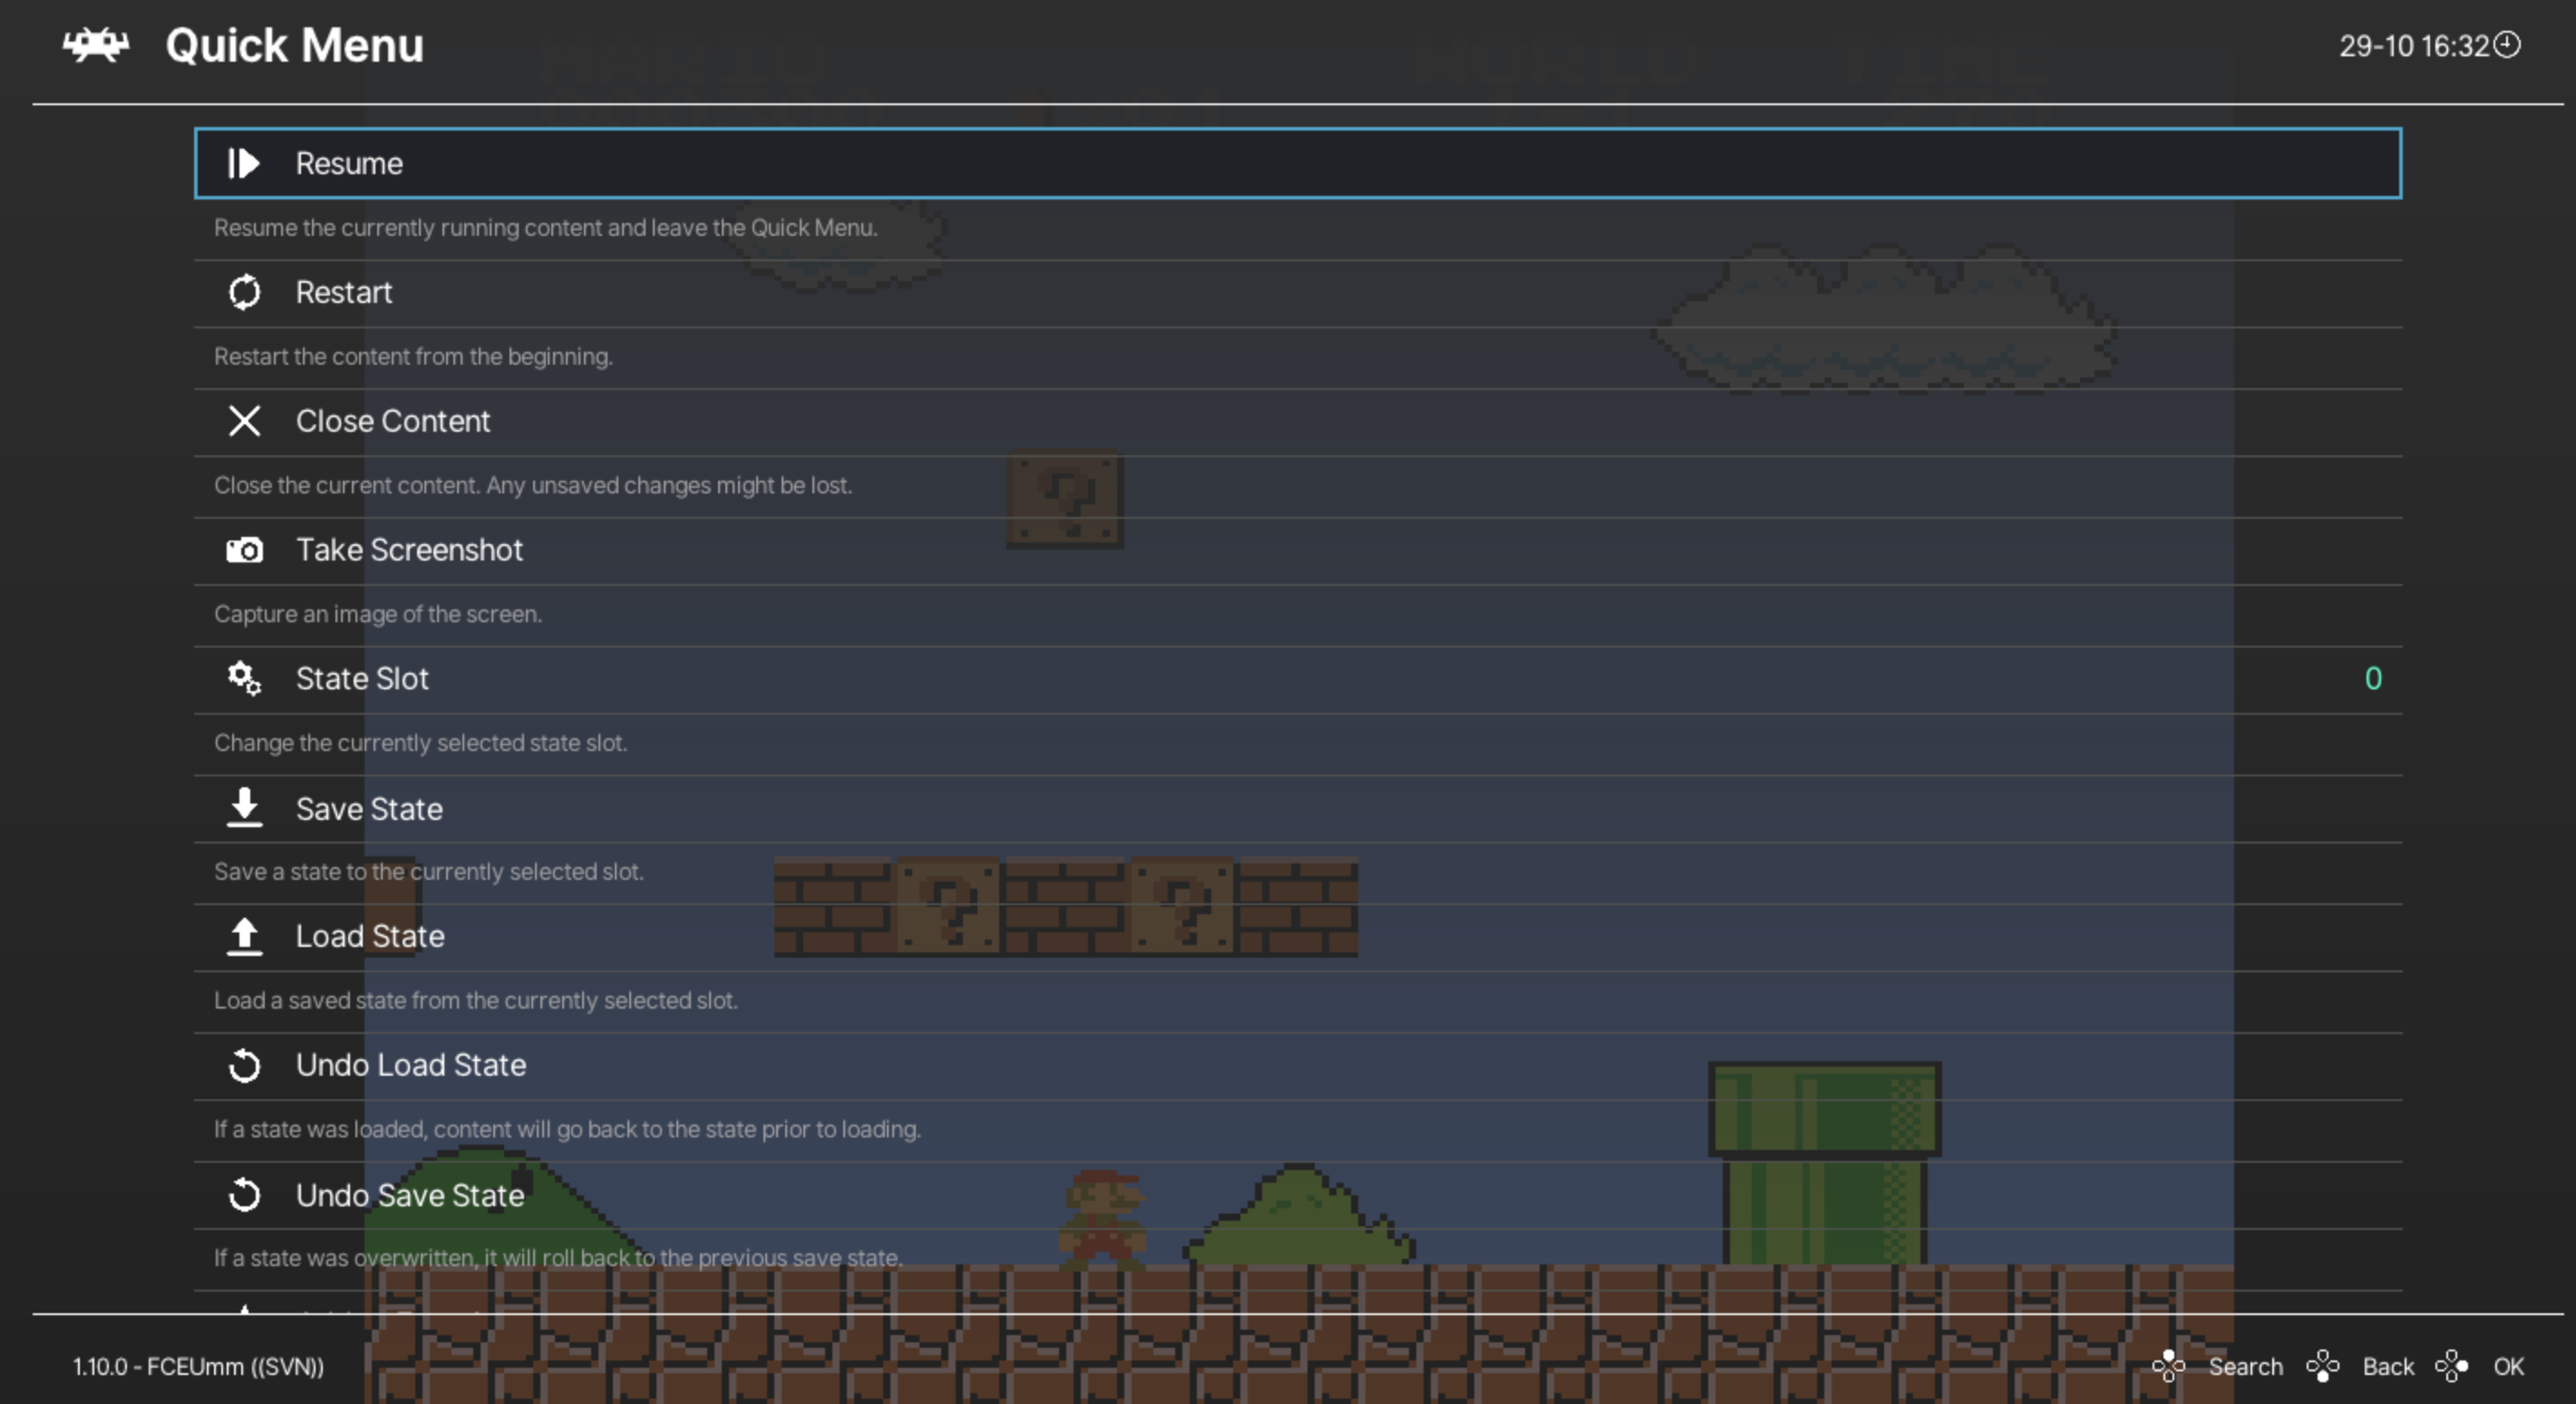 Quick Menu
29-10 16:32
MARIO WORLD TIME
Resume
Resume the currently running content and leave the Quick Menu.
Restart
Restart the content from the beginning.
Close Content
Close the current content. Any unsaved changes might be lost.
?
Take Screenshot
Capture an image of the screen.
State Slot 0
Change the currently selected state slot.
Save State
Save a state to the currently selected slot.
? ?
Load State
Load a saved state from the currently selected slot.
Undo Load State
If a state was loaded, content will go back to the state prior to loading.
Undo Save State
If a state was overwritten, it will roll back to the previous save state.
1.10.0 - FCEUmm ((SVN))
Search Back OK